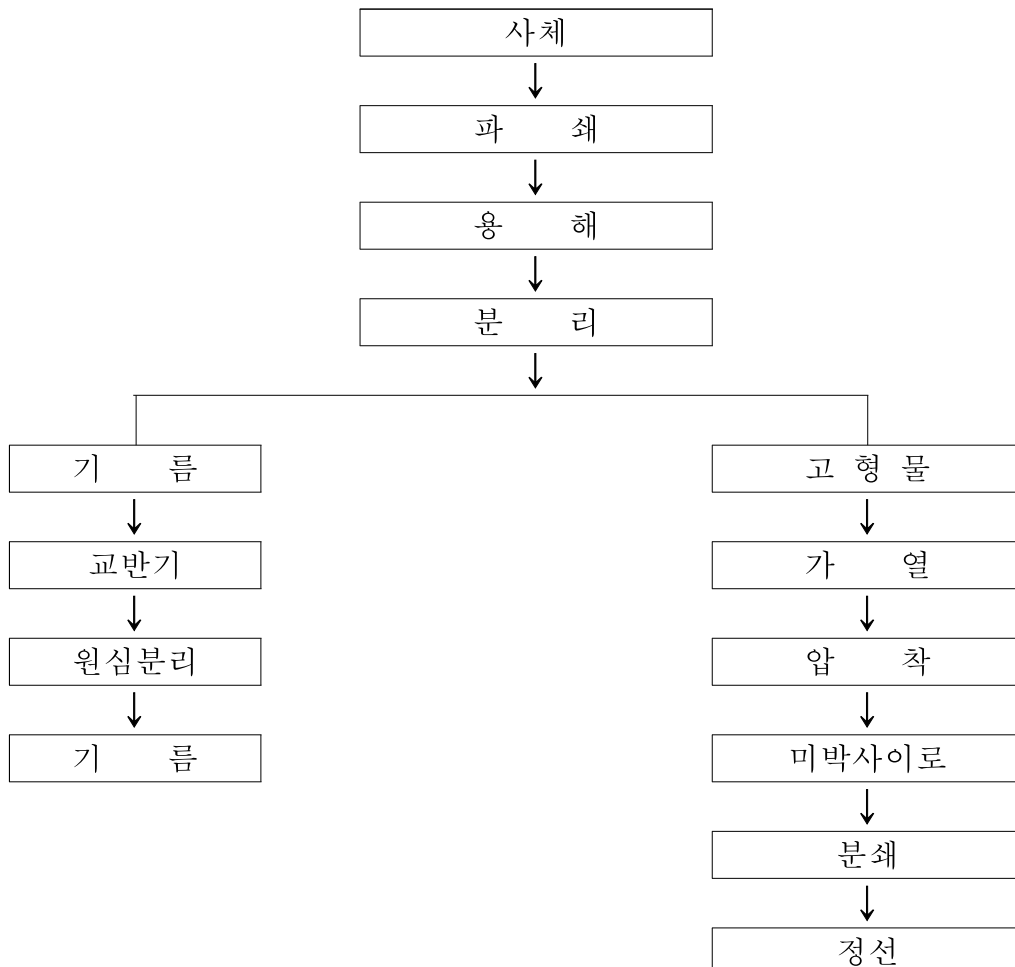 사체
파 쇄
용 해
분 리
기 름
고 형 물
교반기
가 열
원심분리
압 착
기 름
미박사이로
분쇄
정선